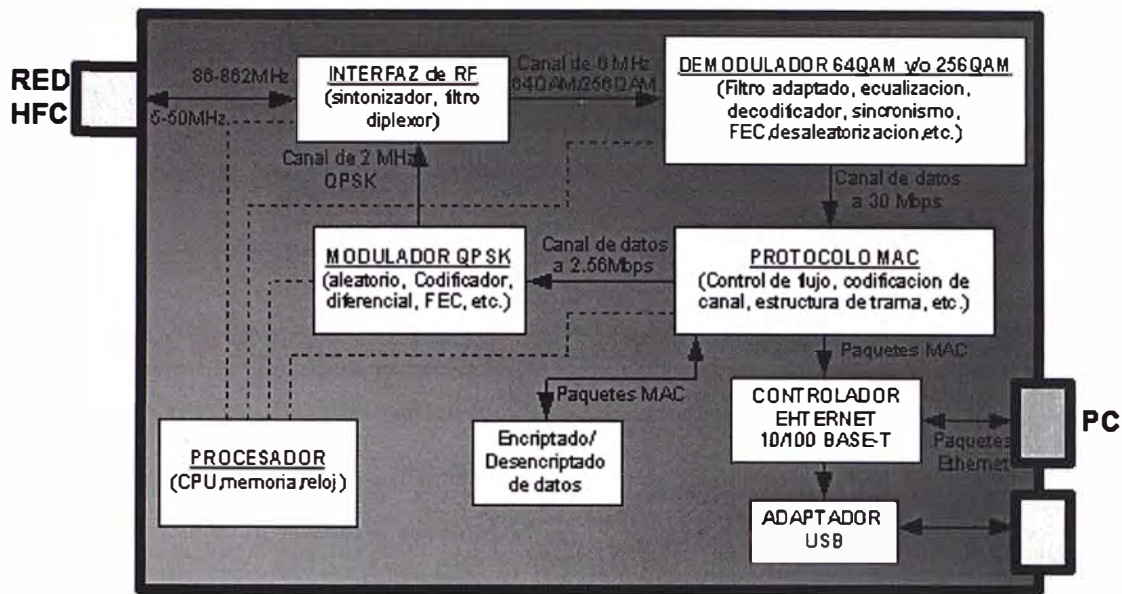 RED
HFC
86-862MHz
5-50MHz
INTERFAZ de RF
(sintonizador, filtro
diplexor)
Canal de 6 MHz
64QAM/256QAM
DEMODULADOR 64QAM y/o 256QAM
(Filtro adaptado, ecualizacion,
decodificador, sincronismo,
FEC,desaleatorizacion,etc.)
Canal de 2 MHz
QPSK
Canal de datos
a 30 Mbps
MODULADOR QPSK
(aleatorio, Codificador,
diferencial, FEC, etc.)
Canal de datos
a 2.56Mbps
PROTOCOLO MAC
(Control de flujo, codificacion de
canal, estructura de trama, etc.)
Paquetes MAC
Paquetes MAC
CONTROLADOR
EHTERNET
10/100 BASE-T
Paquetes
Ethernet
PC
PROCESADOR
(CPU,memoria,reloj)
Encriptado/
Desencriptado
de datos
ADAPTADOR
USB